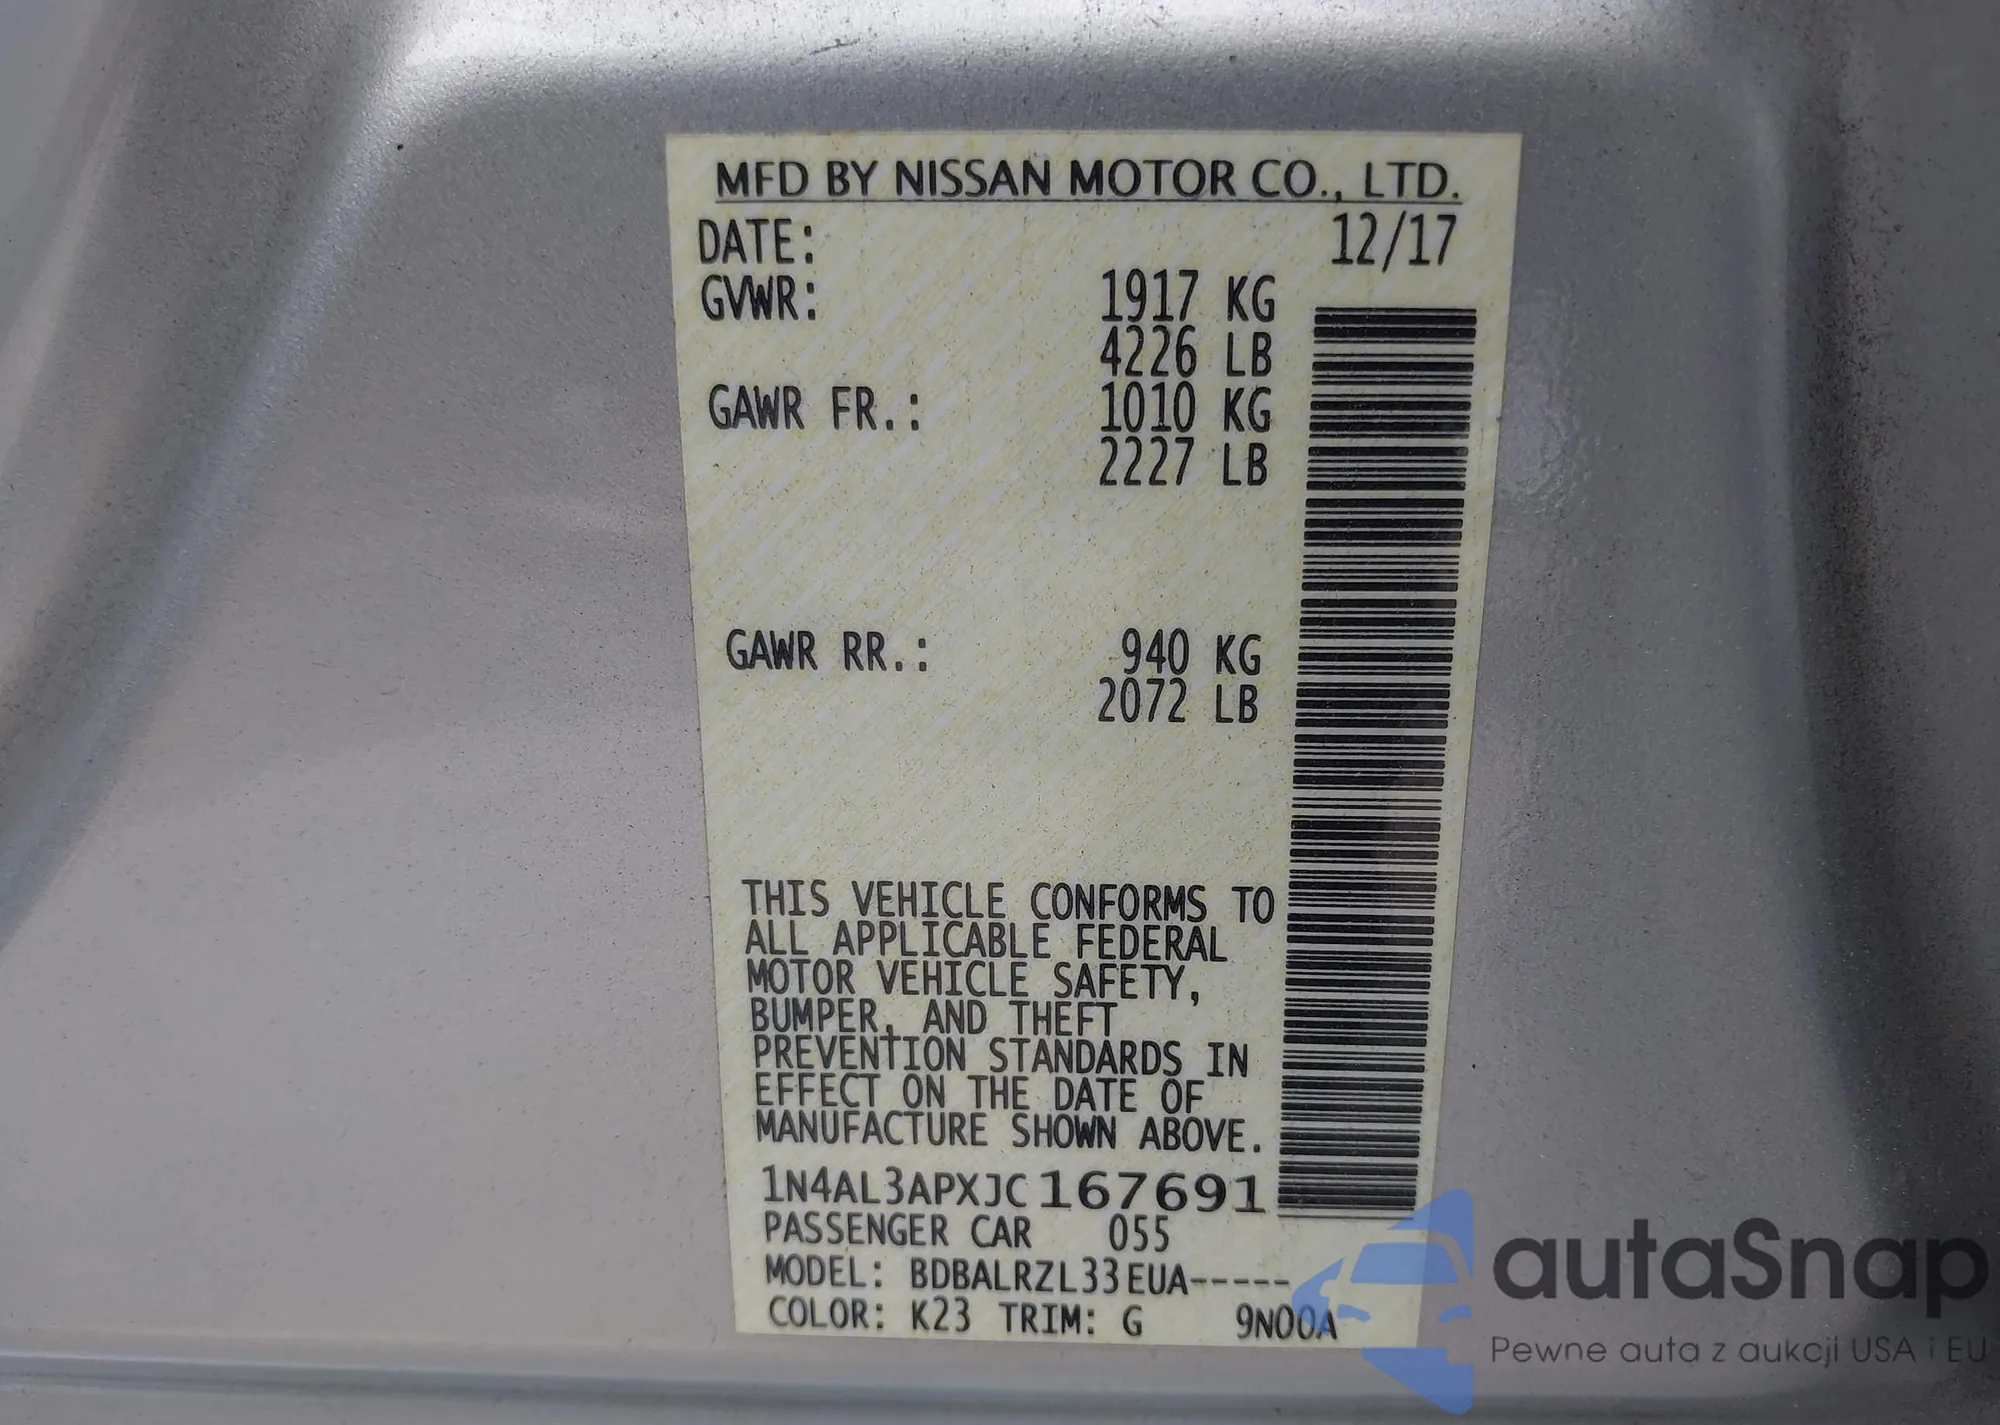 MFD BY NISSAN MOTOR CO., LTD.
DATE: 12/17
GVWR: 1917 KG
4226 LB
GAWR FR.: 1010 KG
2227 LB
GAWR RR.: 940 KG
2072 LB
THIS VEHICLE CONFORMS TO
ALL APPLICABLE FEDERAL
MOTOR VEHICLE SAFETY,
BUMPER, AND THEFT
PREVENTION STANDARDS IN
EFFECT ON THE DATE OF
MANUFACTURE SHOWN ABOVE.
1N4AL3APXJC167691
PASSENGER CAR 055
MODEL: BDBALRZL33EUA-----
COLOR: K23 TRIM: G 9N00A
autaSnap
Pewne auta z aukcji USA i EU